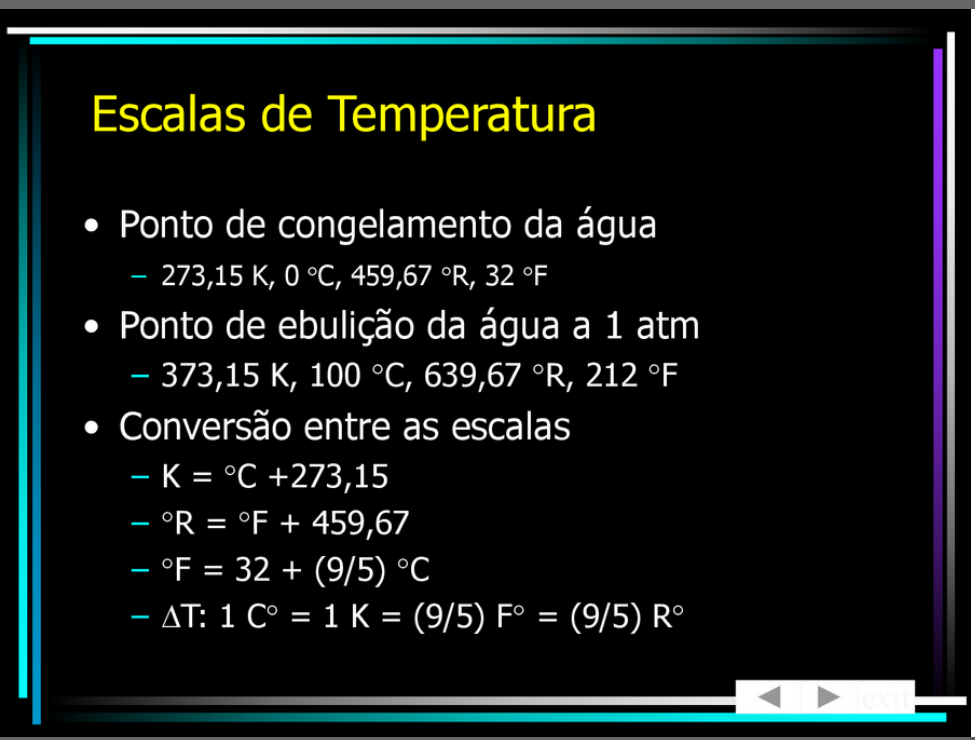 Escalas de Temperatura
• Ponto de congelamento da água
– 273,15 K, 0 °C, 459,67 °R, 32 °F
• Ponto de ebulição da água a 1 atm
– 373,15 K, 100 °C, 639,67 °R, 212 °F
• Conversão entre as escalas
– K = °C +273,15
– °R = °F + 459,67
– °F = 32 + (9/5) °C
– ΔT: 1 C° = 1 K = (9/5) F° = (9/5) R°
exit